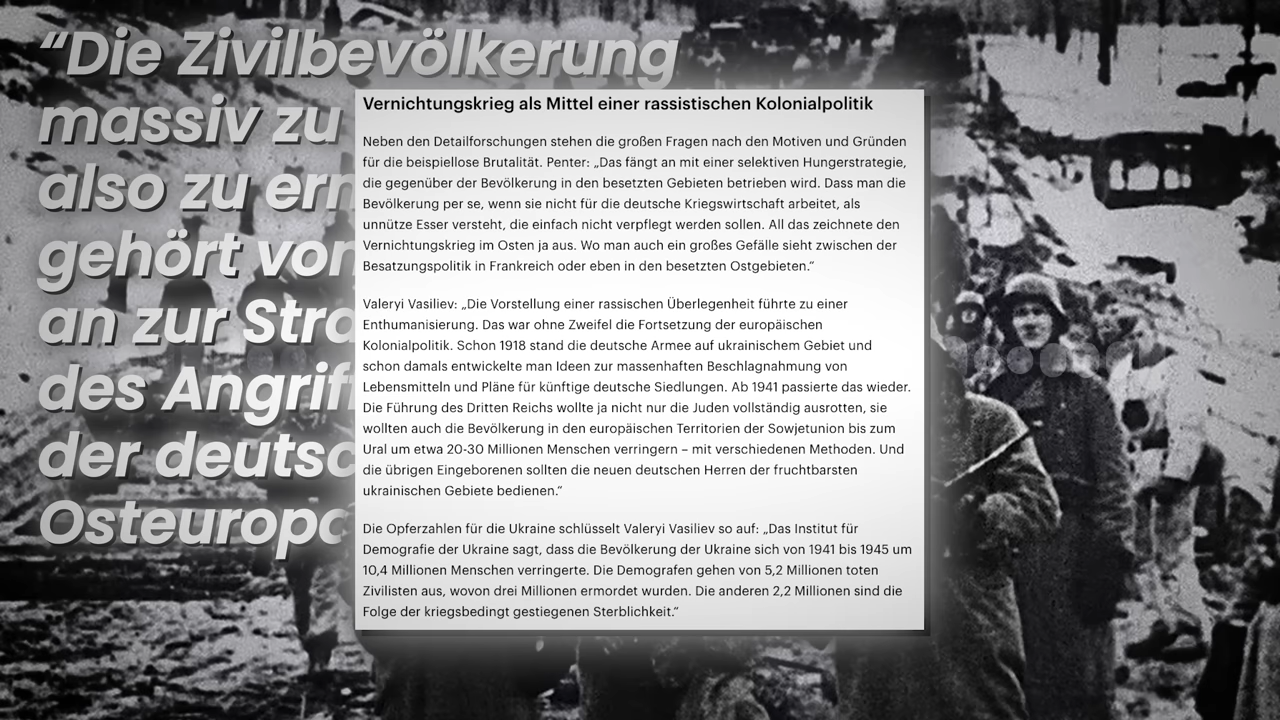 “Die Zivilbevölkerung
massiv zu
also zu
gehört
an zur
des
der
Vernichtungskrieg als Mittel einer rassistischen Kolonialpolitik
Neben den Detailforschungen stehen die großen Fragen nach den Motiven und Gründen
für die beispiellose Brutalität. Penter: „Das fängt an mit einer selektiven Hungerstrategie,
die gegenüber der Bevölkerung in den besetzten Gebieten betrieben wird. Dass man die
Bevölkerung per se, wenn sie nicht für die deutsche Kriegswirtschaft arbeitet, als
unnütze Esser versteht, die einfach nicht verpflegt werden sollen. All das zeichnete den
Vernichtungskrieg im Osten ja aus. Wo man auch ein großes Gefälle sieht zwischen der
Besatzungspolitik in Frankreich oder eben in den besetzten Ostgebieten.“
Valeryi Vasiliev: „Die Vorstellung einer rassischen Überlegenheit führte zu einer
Enthumanisierung. Das war ohne Zweifel die Fortsetzung der europäischen
Kolonialpolitik. Schon 1918 stand die deutsche Armee auf ukrainischem Gebiet und
schon damals entwickelte man Ideen zur massenhaften Beschlagnahmung von
Lebensmitteln und Pläne für künftige deutsche Siedlungen. Ab 1941 passierte das wieder.
Die Führung des Dritten Reichs wollte ja nicht nur die Juden vollständig ausrotten, sie
wollten auch die Bevölkerung in den europäischen Territorien der Sowjetunion bis zum
Ural um etwa 20-30 Millionen Menschen verringern – mit verschiedenen Methoden. Und
die übrigen Eingeborenen sollten die neuen deutschen Herren der fruchtbarsten
ukrainischen Gebiete bedienen.“
Die Opferzahlen für die Ukraine schlüsselt Valeryi Vasiliev so auf: „Das Institut für
Demografie der Ukraine sagt, dass die Bevölkerung der Ukraine sich von 1941 bis 1945 um
10,4 Millionen Menschen verringerte. Die Demografen gehen von 5,2 Millionen toten
Zivilisten aus, wovon drei Millionen ermordet wurden. Die anderen 2,2 Millionen sind die
Folge der kriegsbedingt gestiegenen Sterblichkeit.“